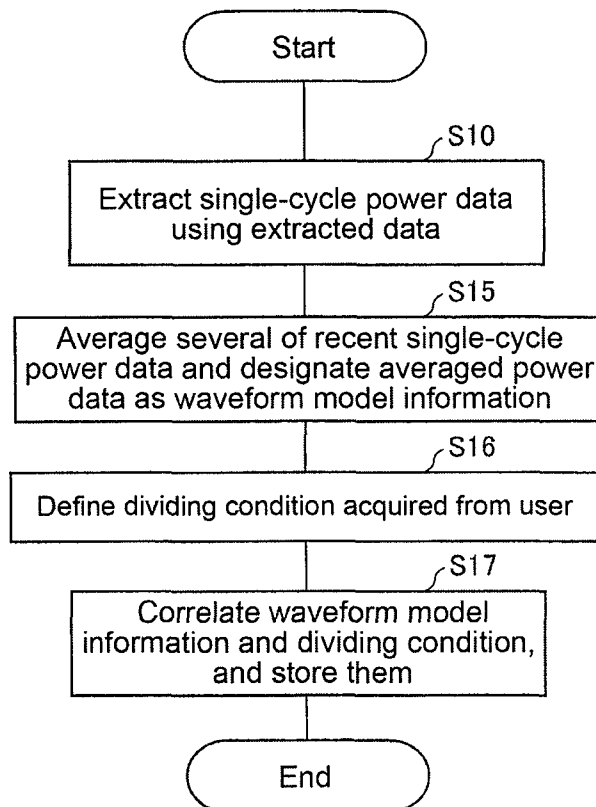 Start
S10
Extract single-cycle power data
using extracted data
S15
Average several of recent single-cycle
power data and designate averaged power
data as waveform model information
S16
Define dividing condition acquired from user
S17
Correlate waveform model
information and dividing condition,
and store them
End